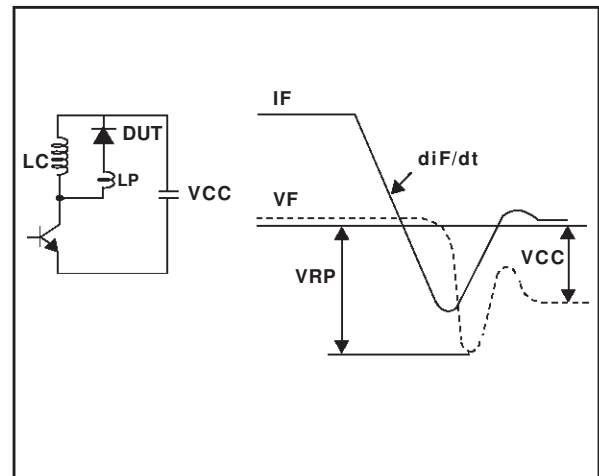 DUT
LC
LP
VCC
IF
diF/dt
VF
VRP
VCC